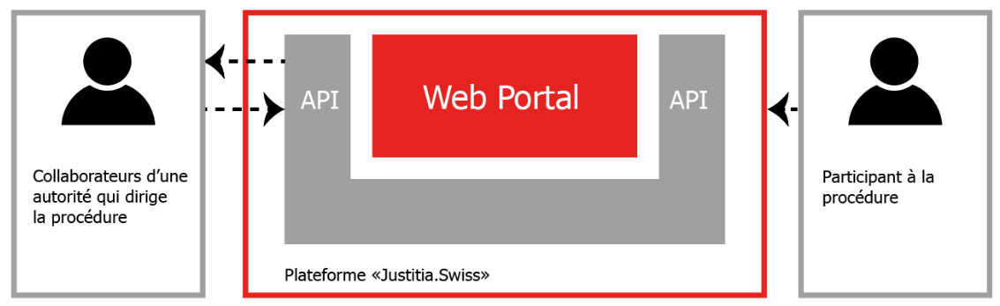 API
Web Portal
API
Collaborateurs d’une
autorité qui dirige
la procédure
Participant à la
procédure
Plateforme «Justitia.Swiss»